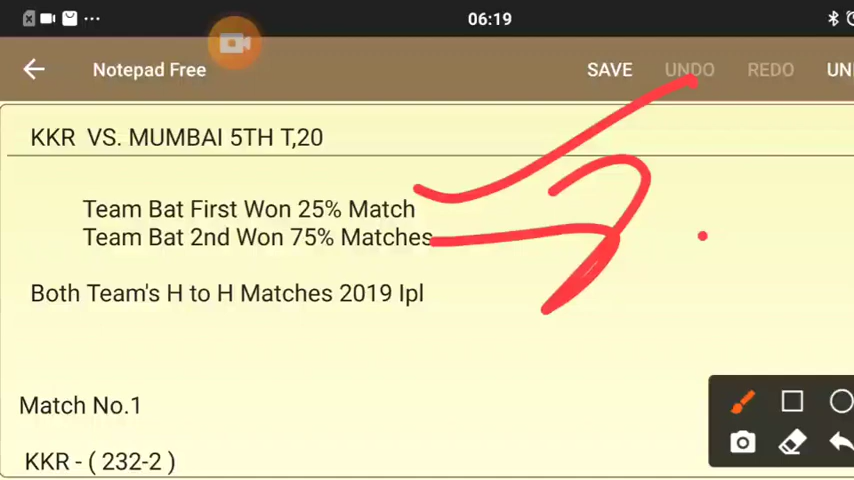 06:19
Notepad Free SAVE UNDO REDO
KKR VS. MUMBAI 5TH T,20
Team Bat First Won 25% Match
Team Bat 2nd Won 75% Matches
Both Team's H to H Matches 2019 Ipl
Match No.1
KKR - ( 232-2 )